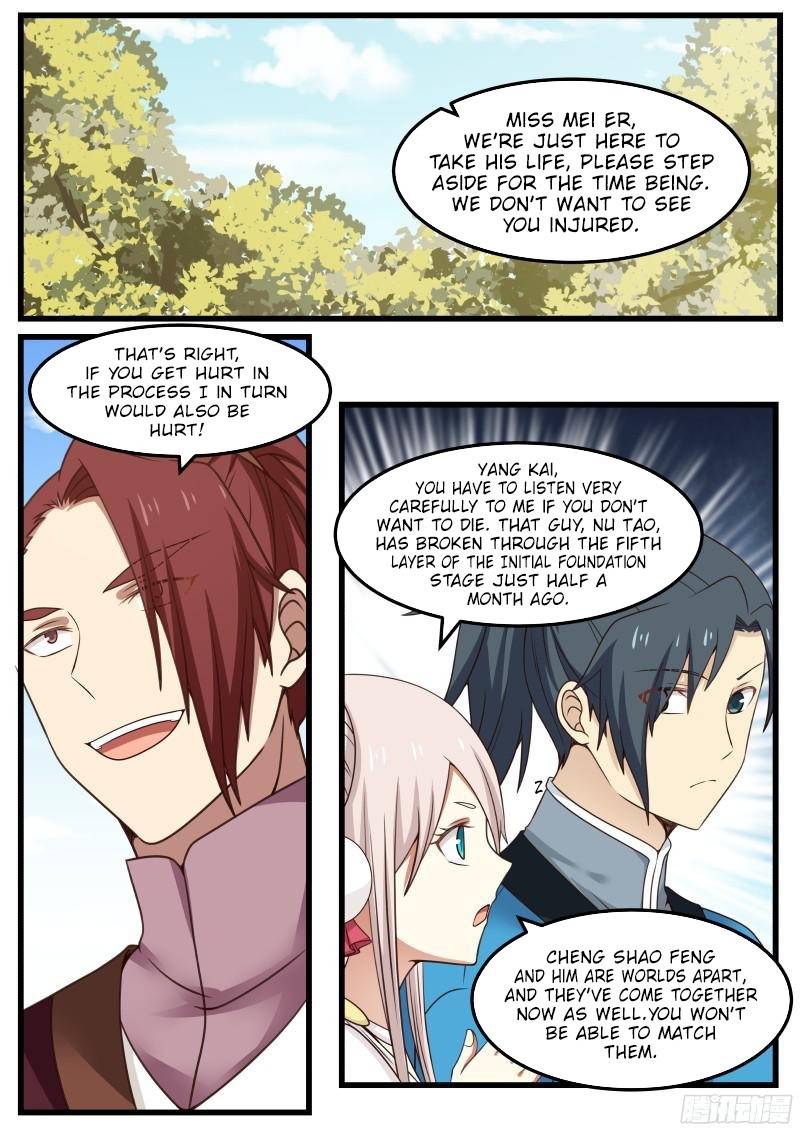 MISS MEI ER,
WE'RE JUST HERE TO
TAKE HIS LIFE, PLEASE STEP
ASIDE FOR THE TIME BEING.
WE DON'T WANT TO SEE
YOU INJURED.
THAT'S RIGHT,
IF YOU GET HURT IN
THE PROCESS I IN TURN
WOULD ALSO BE
HURT!
YANG KAI,
YOU HAVE TO LISTEN VERY
CAREFULLY TO ME IF YOU DON'T
WANT TO DIE. THAT GUY, NU TAO,
HAS BROKEN THROUGH THE FIFTH
LAYER OF THE INITIAL FOUNDATION
STAGE JUST HALF A
MONTH AGO.
CHENG SHAO FENG
AND HIM ARE WORLDS APART,
AND THEY'VE COME TOGETHER
NOW AS WELL.YOU WON'T
BE ABLE TO MATCH
THEM.
腾讯动漫